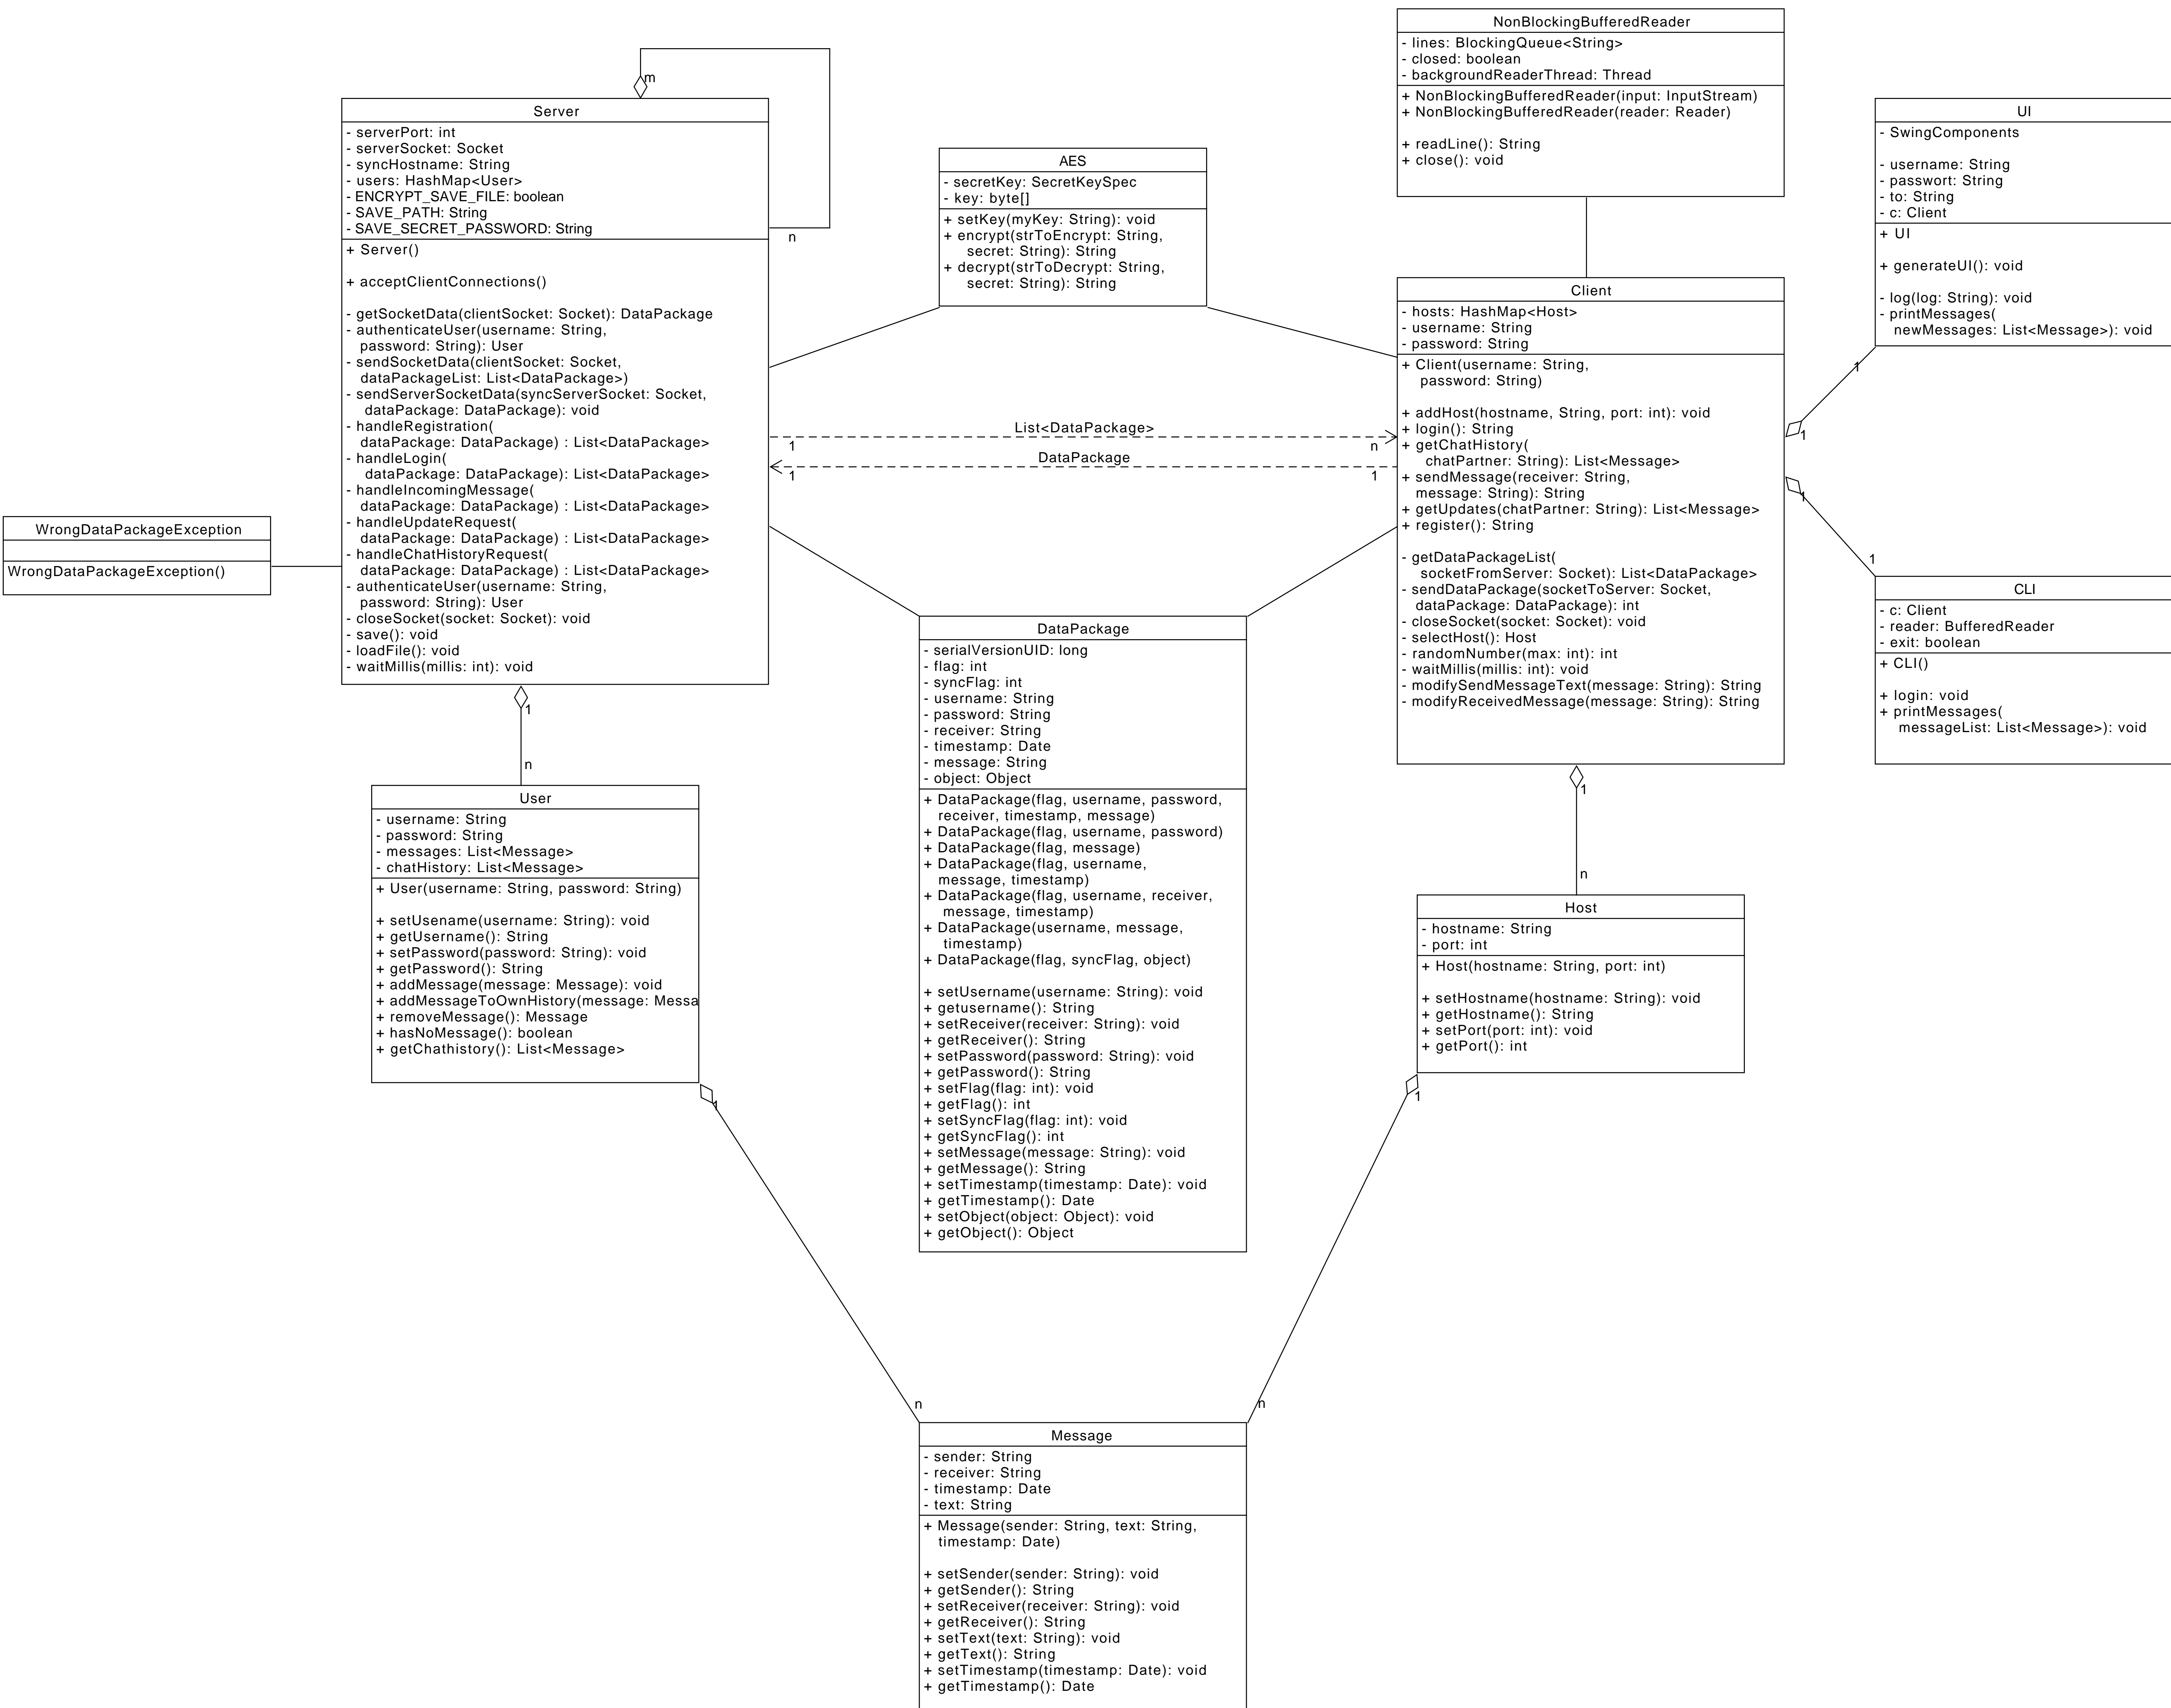 NonBlockingBufferedReader
- lines: BlockingQueue<String>
- closed: boolean
- backgroundReaderThread: Thread
+ NonBlockingBufferedReader(input: InputStream)
+ NonBlockingBufferedReader(reader: Reader)
+ readLine(): String
+ close(): void
m
n
Server
- serverPort: int
- serverSocket: Socket
- syncHostname: String
- users: HashMap<User>
- ENCRYPT_SAVE_FILE: boolean
- SAVE_PATH: String
- SAVE_SECRET_PASSWORD: String
+ Server()
+ acceptClientConnections()
- getSocketData(clientSocket: Socket): DataPackage
- authenticateUser(username: String,
password: String): User
- sendSocketData(clientSocket: Socket,
dataPackageList: List<DataPackage>)
- sendServerSocketData(syncServerSocket: Socket,
dataPackage: DataPackage): void
- handleRegistration(
dataPackage: DataPackage) : List<DataPackage>
- handleLogin(
dataPackage: DataPackage): List<DataPackage>
- handleIncomingMessage(
dataPackage: DataPackage) : List<DataPackage>
- handleUpdateRequest(
dataPackage: DataPackage) : List<DataPackage>
- handleChatHistoryRequest(
dataPackage: DataPackage) : List<DataPackage>
- authenticateUser(username: String,
password: String): User
- closeSocket(socket: Socket): void
- save(): void
- loadFile(): void
- waitMillis(millis: int): void
AES
- secretKey: SecretKeySpec
- key: byte[]
+ setKey(myKey: String): void
+ encrypt(strToEncrypt: String,
secret: String): String
+ decrypt(strToDecrypt: String,
secret: String): String
UI
- SwingComponents
- username: String
- passwort: String
- to: String
- c: Client
+ UI
+ generateUI(): void
- log(log: String): void
- printMessages(
newMessages: List<Message>): void
Client
- hosts: HashMap<Host>
- username: String
- password: String
+ Client(username: String,
password: String)
+ addHost(hostname, String, port: int): void
+ login(): String
+ getChatHistory(
chatPartner: String): List<Message>
+ sendMessage(receiver: String,
message: String): String
+ getUpdates(chatPartner: String): List<Message>
+ register(): String
- getDataPackageList(
socketFromServer: Socket): List<DataPackage>
- sendDataPackage(socketToServer: Socket,
dataPackage: DataPackage): int
- closeSocket(socket: Socket): void
- selectHost(): Host
- randomNumber(max: int): int
- waitMillis(millis: int): void
- modifySendMessageText(message: String): String
- modifyReceivedMessage(message: String): String
List<DataPackage>
1
n
DataPackage
1
1
1
1
1
1
WrongDataPackageException
WrongDataPackageException()
CLI
- c: Client
- reader: BufferedReader
- exit: boolean
+ CLI()
+ login: void
+ printMessages(
messageList: List<Message>): void
DataPackage
- serialVersionUID: long
- flag: int
- syncFlag: int
- username: String
- password: String
- receiver: String
- timestamp: Date
- message: String
- object: Object
+ DataPackage(flag, username, password,
receiver, timestamp, message)
+ DataPackage(flag, username, password)
+ DataPackage(flag, message)
+ DataPackage(flag, username,
message, timestamp)
+ DataPackage(flag, username, receiver,
message, timestamp)
+ DataPackage(username, message,
timestamp)
+ DataPackage(flag, syncFlag, object)
+ setUsername(username: String): void
+ getusername(): String
+ setReceiver(receiver: String): void
+ getReceiver(): String
+ setPassword(password: String): void
+ getPassword(): String
+ setFlag(flag: int): void
+ getFlag(): int
+ setSyncFlag(flag: int): void
+ getSyncFlag(): int
+ setMessage(message: String): void
+ getMessage(): String
+ setTimestamp(timestamp: Date): void
+ getTimestamp(): Date
+ setObject(object: Object): void
+ getObject(): Object
1
n
User
- username: String
- password: String
- messages: List<Message>
- chatHistory: List<Message>
+ User(username: String, password: String)
+ setUsename(username: String): void
+ getUsername(): String
+ setPassword(password: String): void
+ getPassword(): String
+ addMessage(message: Message): void
+ addMessageToOwnHistory(message: Messa
+ removeMessage(): Message
+ hasNoMessage(): boolean
+ getChathistory(): List<Message>
1
n
Host
- hostname: String
- port: int
+ Host(hostname: String, port: int)
+ setHostname(hostname: String): void
+ getHostname(): String
+ setPort(port: int): void
+ getPort(): int
1
1
n
n
Message
- sender: String
- receiver: String
- timestamp: Date
- text: String
+ Message(sender: String, text: String,
timestamp: Date)
+ setSender(sender: String): void
+ getSender(): String
+ setReceiver(receiver: String): void
+ getReceiver(): String
+ setText(text: String): void
+ getText(): String
+ setTimestamp(timestamp: Date): void
+ getTimestamp(): Date